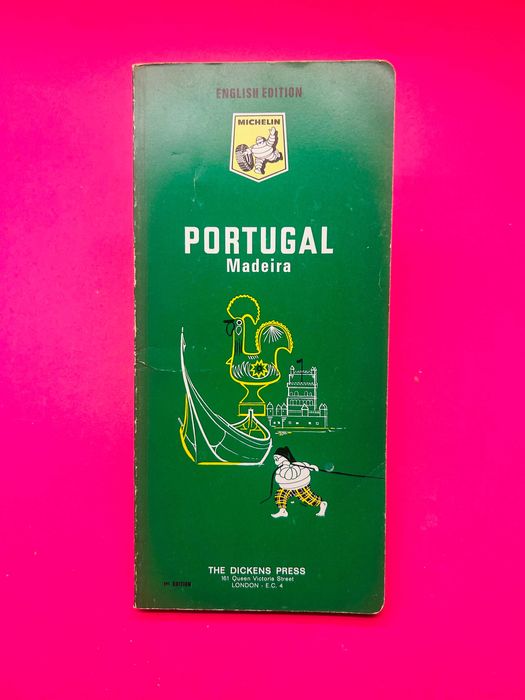 ENGLISH EDITION
MICHELIN
PORTUGAL
Madeira
THE DICKENS PRESS
161 Queen Victoria Street
LONDON - E.C. 4
1st EDITION